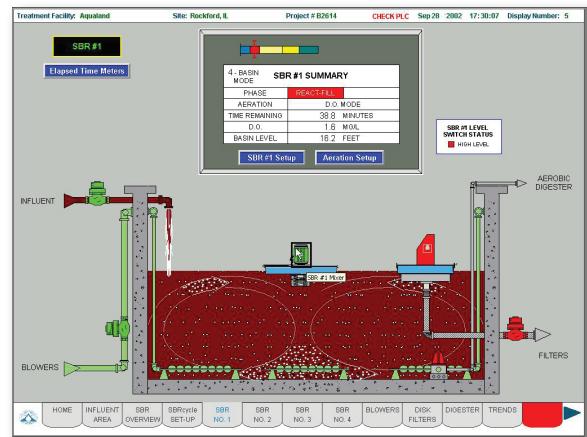 Treatment Facility: Aqualand Site: Rockford, IL Project # B2614 CHECK PLC Sep 28 2002 17:30:07 Display Number: 5
SBR #1
Elapsed Time Meters
4 - BASIN MODE SBR #1 SUMMARY
PHASE REACT-FILL
AERATION D.O. MODE
TIME REMAINING 38.8 MINUTES
D.O. 1.6 MG/L
BASIN LEVEL 16.2 FEET
SBR #1 Setup Aeration Setup
SBR #1 LEVEL
SWITCH STATUS
HIGH LEVEL
AEROBIC
DIGESTER
INFLUENT
SBR #1 Mixer
FILTERS
BLOWERS
HOME INFLUENT AREA SBR OVERVIEW SBRcycle SET-UP SBR NO. 1 SBR NO. 2 SBR NO. 3 SBR NO. 4 BLOWERS DISK FILTERS DIGESTER TRENDS